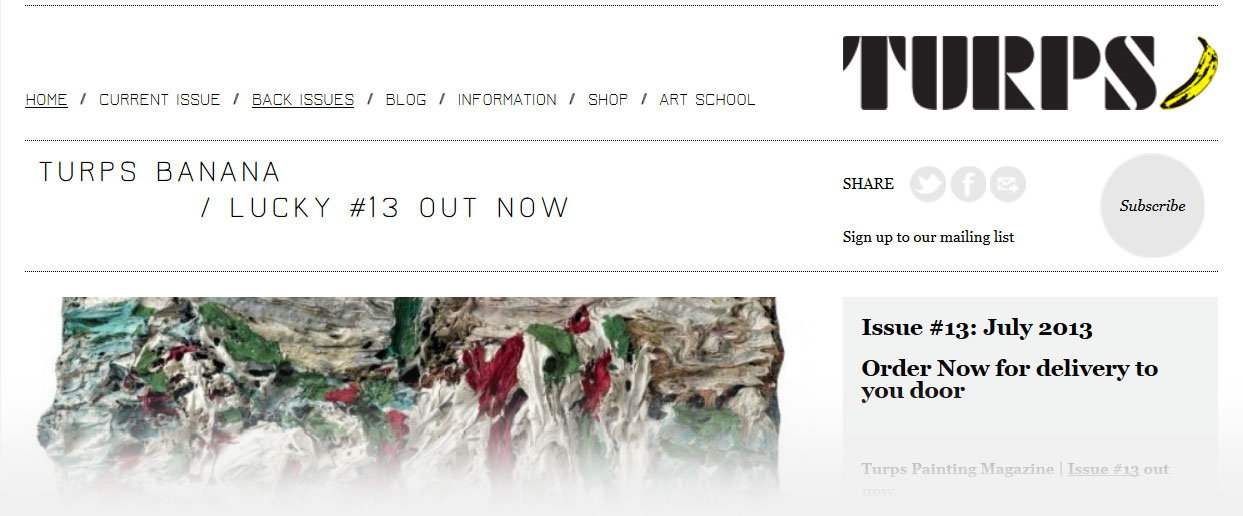 TURPS
HOME / CURRENT ISSUE / BACK ISSUES / BLOG / INFORMATION / SHOP / ART SCHOOL
TURPS BANANA
/ LUCKY #13 OUT NOW
SHARE
Subscribe
Sign up to our mailing list
Issue #13: July 2013
Order Now for delivery to
you door
Turps Painting Magazine | Issue #13 out
now.